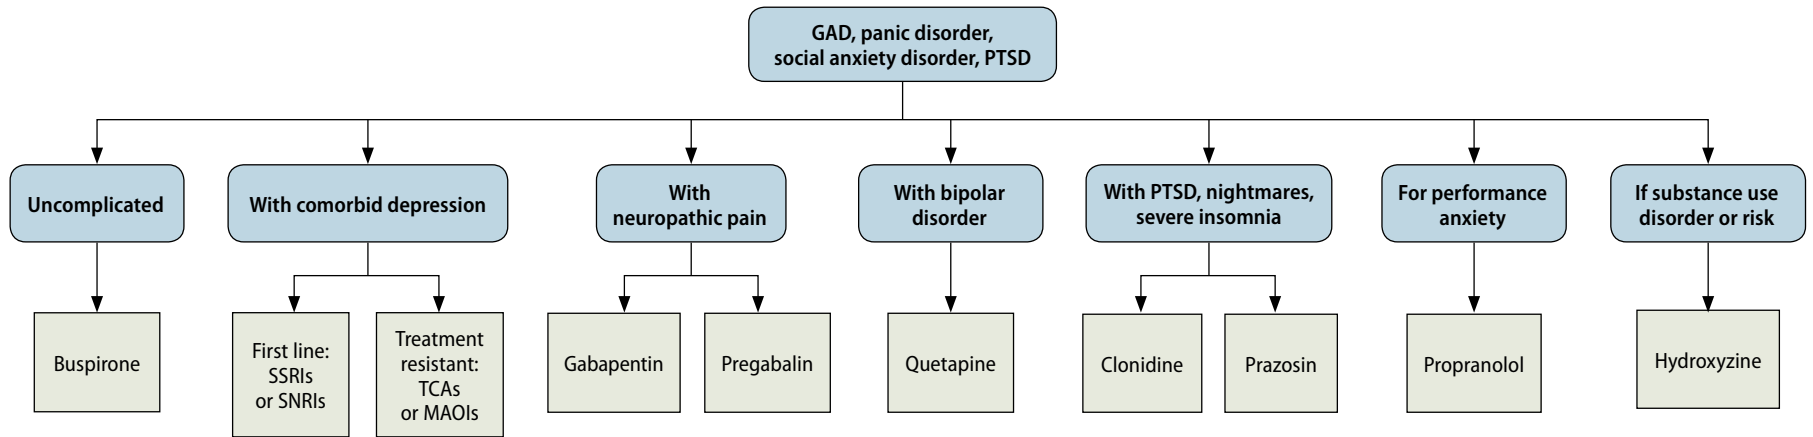 GAD, panic disorder,
social anxiety disorder, PTSD
Uncomplicated
With comorbid depression
With
neuropathic pain
With bipolar
disorder
With PTSD, nightmares,
severe insomnia
For performance
anxiety
If substance use
disorder or risk
Buspirone
First line:
SSRIs
or SNRIs
Treatment
resistant:
TCAs
or MAOIs
Gabapentin
Pregabalin
Quetapine
Clonidine
Prazosin
Propranolol
Hydroxyzine